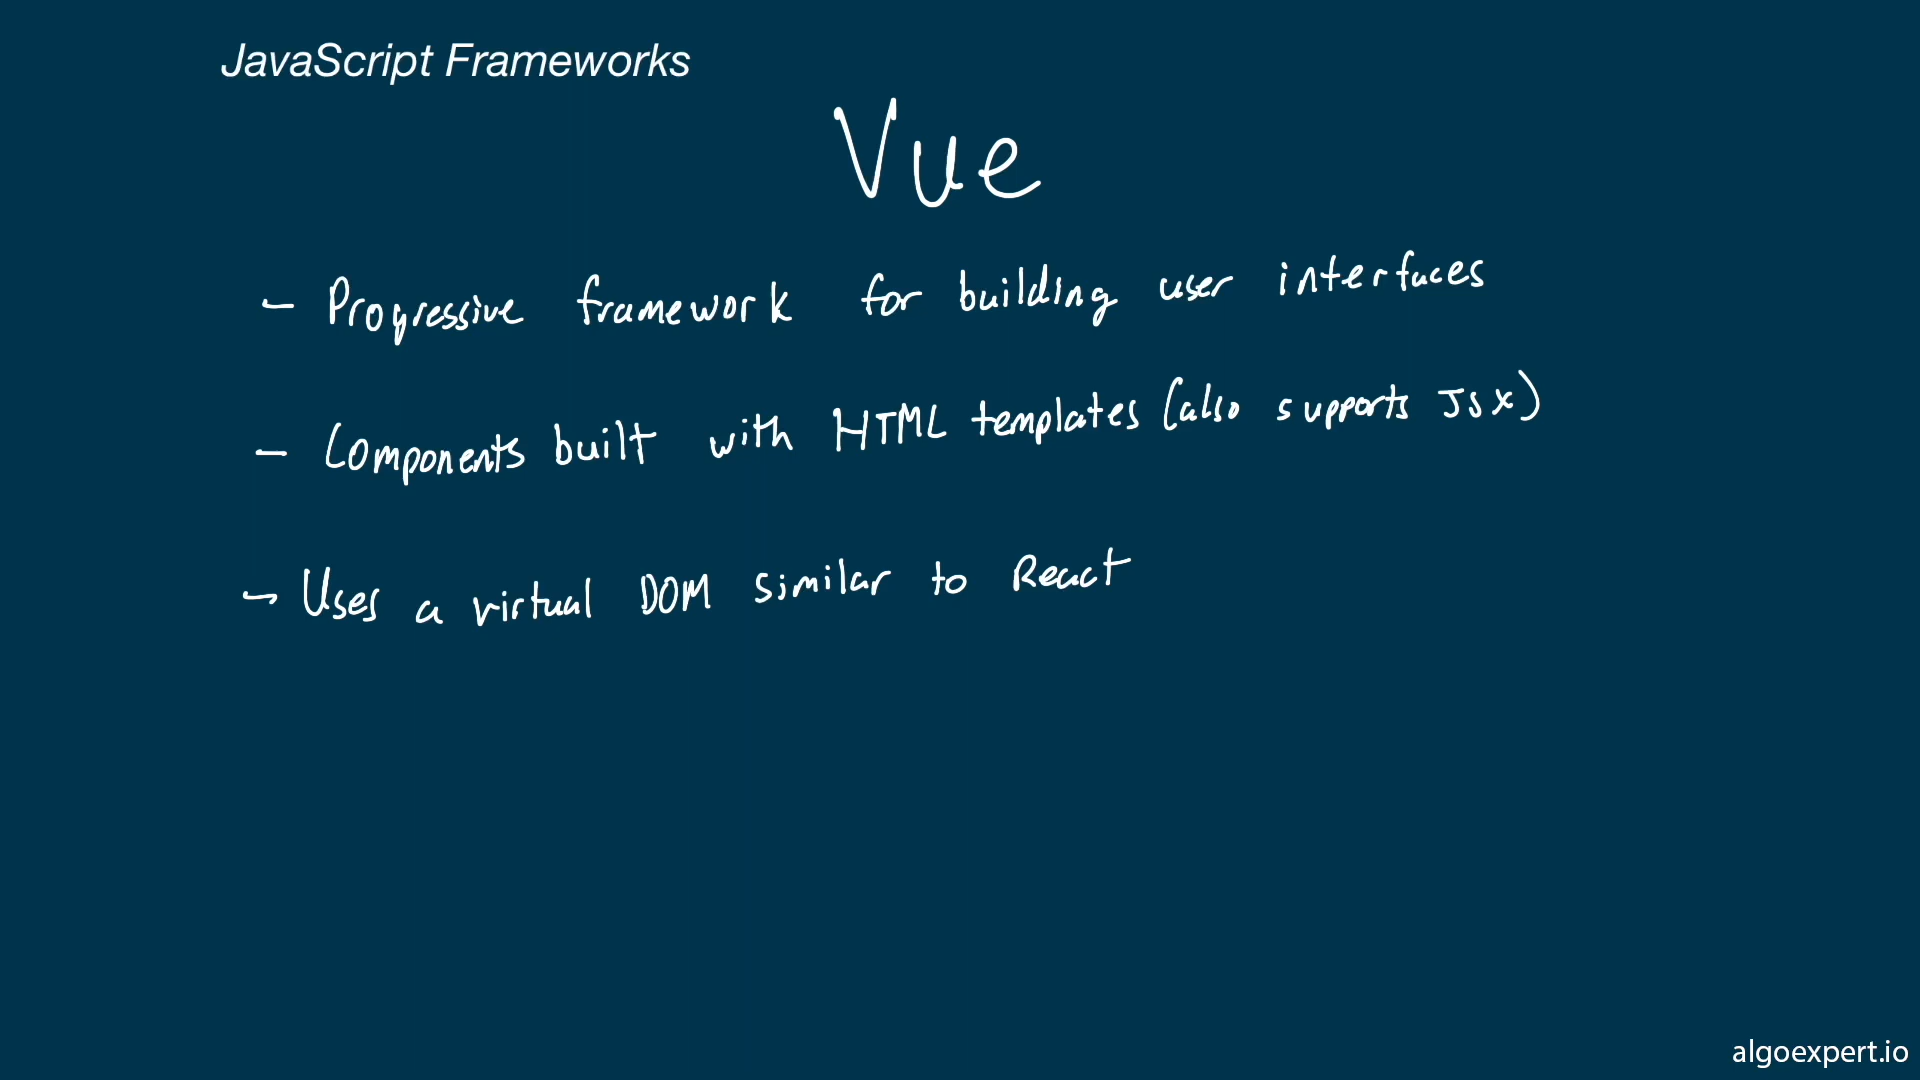 JavaScript Frameworks
Vue
- Progressive framework for building user interfaces
- Components built with HTML templates (also supports JSX)
- Uses a virtual DOM similar to React
algoexpert.io